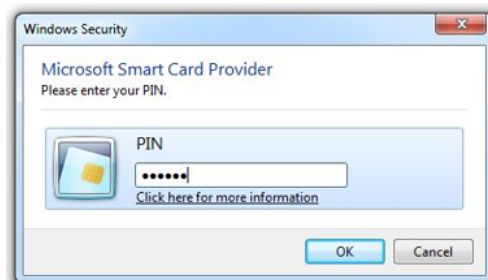 Windows Security
Microsoft Smart Card Provider
Please enter your PIN.
PIN
••••••
Click here for more information
OK
Cancel